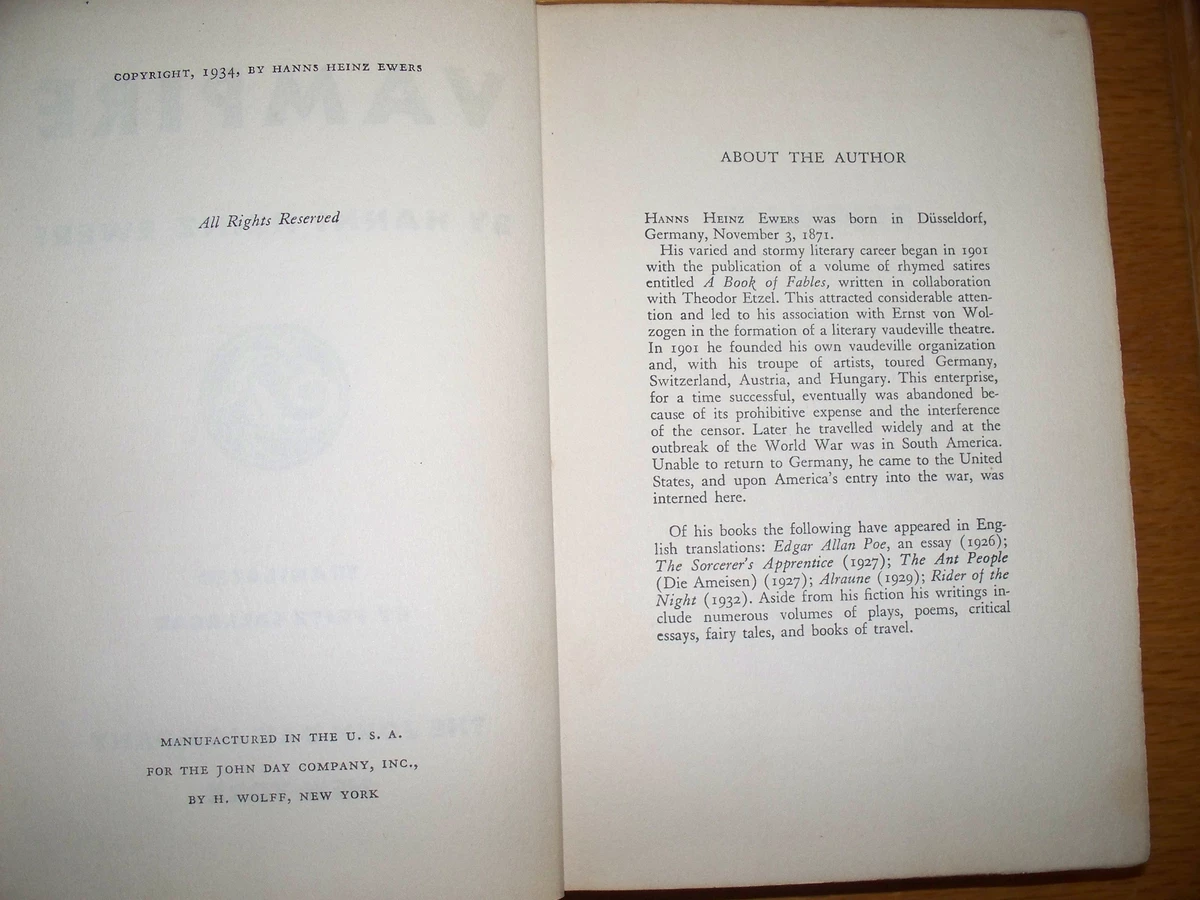 COPYRIGHT, 1934, BY HANNS HEINZ EWERS
All Rights Reserved
MANUFACTURED IN THE U. S. A.
FOR THE JOHN DAY COMPANY, INC.,
BY H. WOLFF, NEW YORK
ABOUT THE AUTHOR
HANNS HEINZ EWERS was born in Düsseldorf,
Germany, November 3, 1871.
His varied and stormy literary career began in 1901
with the publication of a volume of rhymed satires
entitled A Book of Fables, written in collaboration
with Theodor Etzel. This attracted considerable atten-
tion and led to his association with Ernst von Wol-
zogen in the formation of a literary vaudeville theatre.
In 1901 he founded his own vaudeville organization
and, with his troupe of artists, toured Germany,
Switzerland, Austria, and Hungary. This enterprise,
for a time successful, eventually was abandoned be-
cause of its prohibitive expense and the interference
of the censor. Later he travelled widely and at the
outbreak of the World War was in South America.
Unable to return to Germany, he came to the United
States, and upon America's entry into the war, was
interned here.
Of his books the following have appeared in Eng-
lish translations: Edgar Allan Poe, an essay (1926);
The Sorcerer's Apprentice (1927); The Ant People
(Die Ameisen) (1927); Alraune (1929); Rider of the
Night (1932). Aside from his fiction his writings in-
clude numerous volumes of plays, poems, critical
essays, fairy tales, and books of travel.